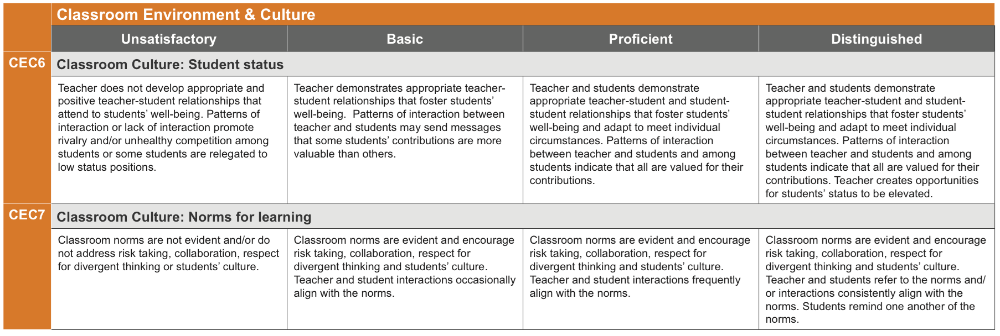 Classroom Environment & Culture
Unsatisfactory
Basic
Proficient
Distinguished
CEC6
Classroom Culture: Student status
Teacher does not develop appropriate and
positive teacher-student relationships that
attend to students’ well-being. Patterns of
interaction or lack of interaction promote
rivalry and/or unhealthy competition among
students or some students are relegated to
low status positions.
Teacher demonstrates appropriate teacher-
student relationships that foster students’
well-being.  Patterns of interaction between
teacher and students may send messages
that some students’ contributions are more
valuable than others.
Teacher and students demonstrate
appropriate teacher-student and student-
student relationships that foster students’
well-being and adapt to meet individual
circumstances. Patterns of interaction
between teacher and students and among
students indicate that all are valued for their
contributions.
Teacher and students demonstrate
appropriate teacher-student and student-
student relationships that foster students’
well-being and adapt to meet individual
circumstances. Patterns of interaction
between teacher and students and among
students indicate that all are valued for their
contributions. Teacher creates opportunities
for students’ status to be elevated.
CEC7
Classroom Culture: Norms for learning
Classroom norms are not evident and/or do
not address risk taking, collaboration, respect
for divergent thinking or students’ culture.
Classroom norms are evident and encourage
risk taking, collaboration, respect for
divergent thinking and students’ culture.
Teacher and student interactions occasionally
align with the norms.
Classroom norms are evident and encourage
risk taking, collaboration, respect for
divergent thinking and students’ culture.
Teacher and student interactions frequently
align with the norms.
Classroom norms are evident and encourage
risk taking, collaboration, respect for
divergent thinking and students’ culture.
Teacher and students refer to the norms and/
or interactions consistently align with the
norms. Students remind one another of the
norms.